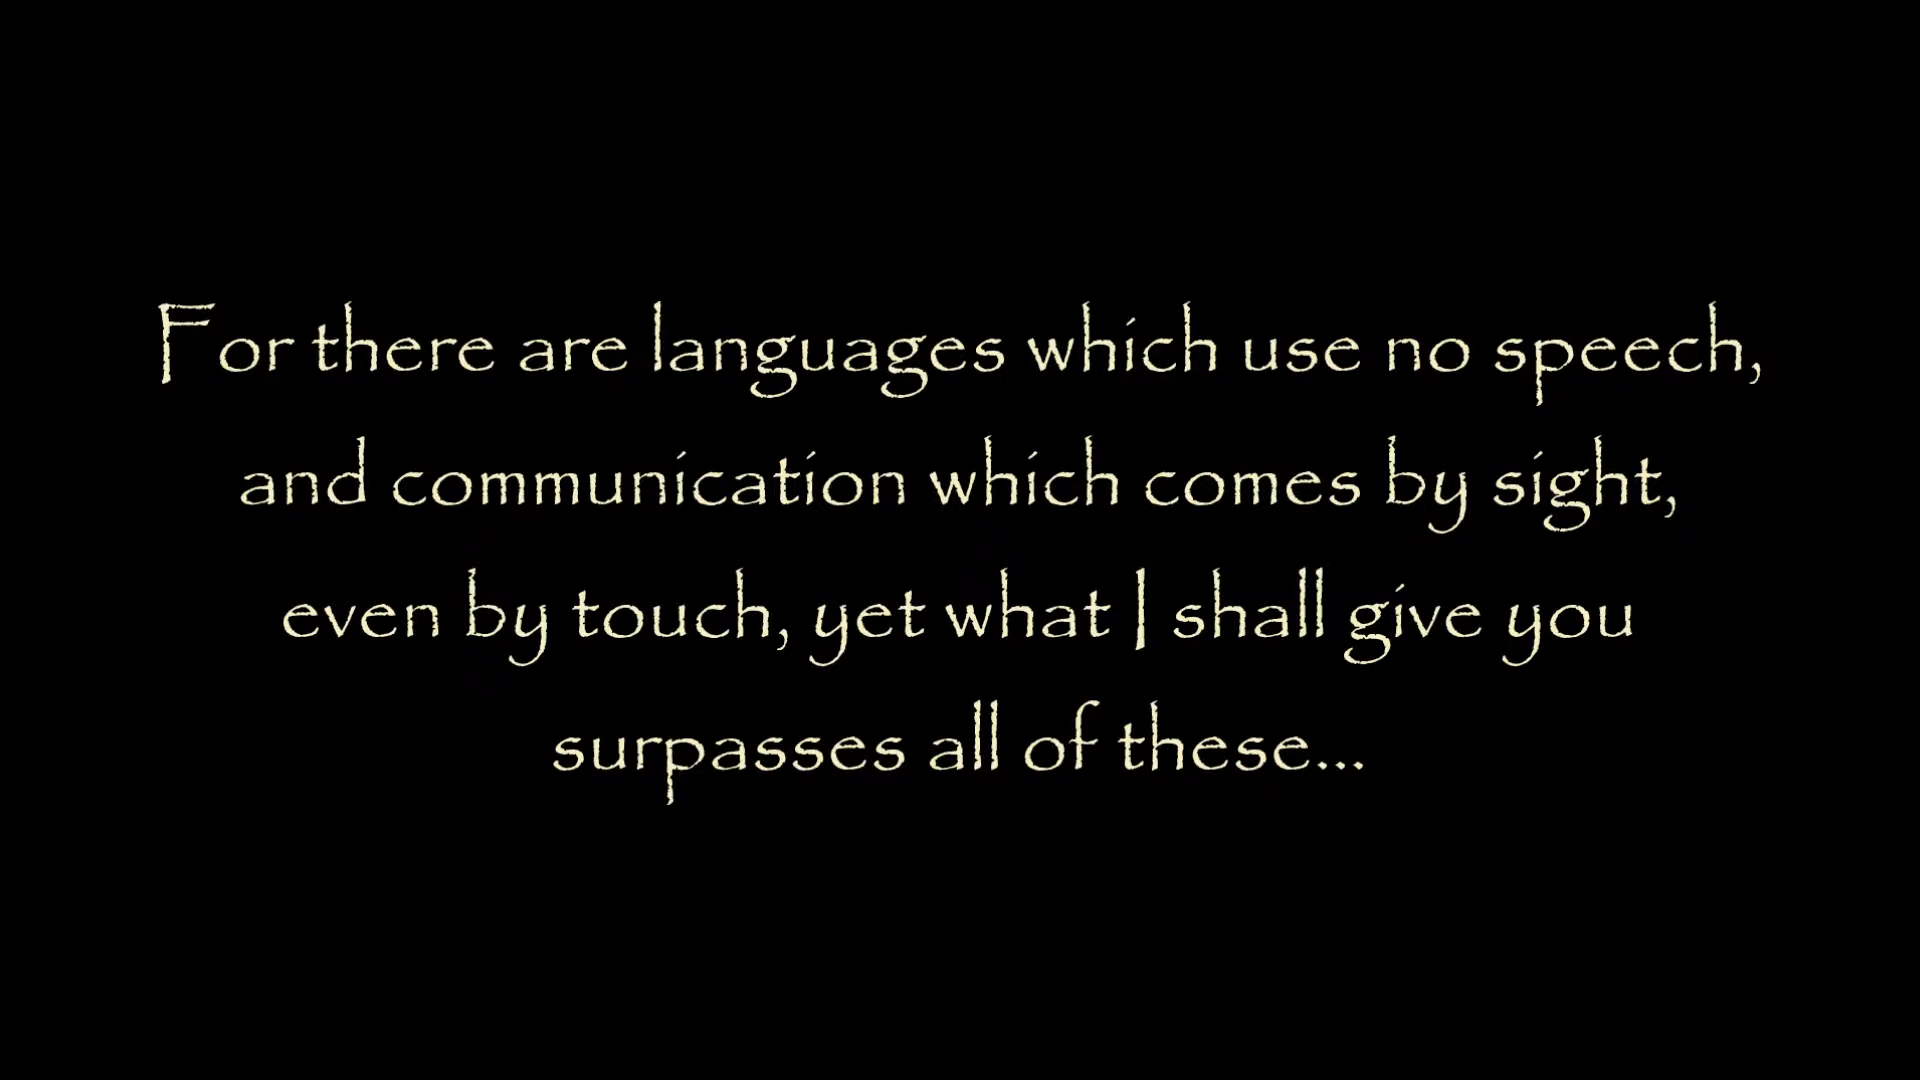 For there are languages which use no speech,
and communication which comes by sight,
even by touch, yet what I shall give you
surpasses all of these...